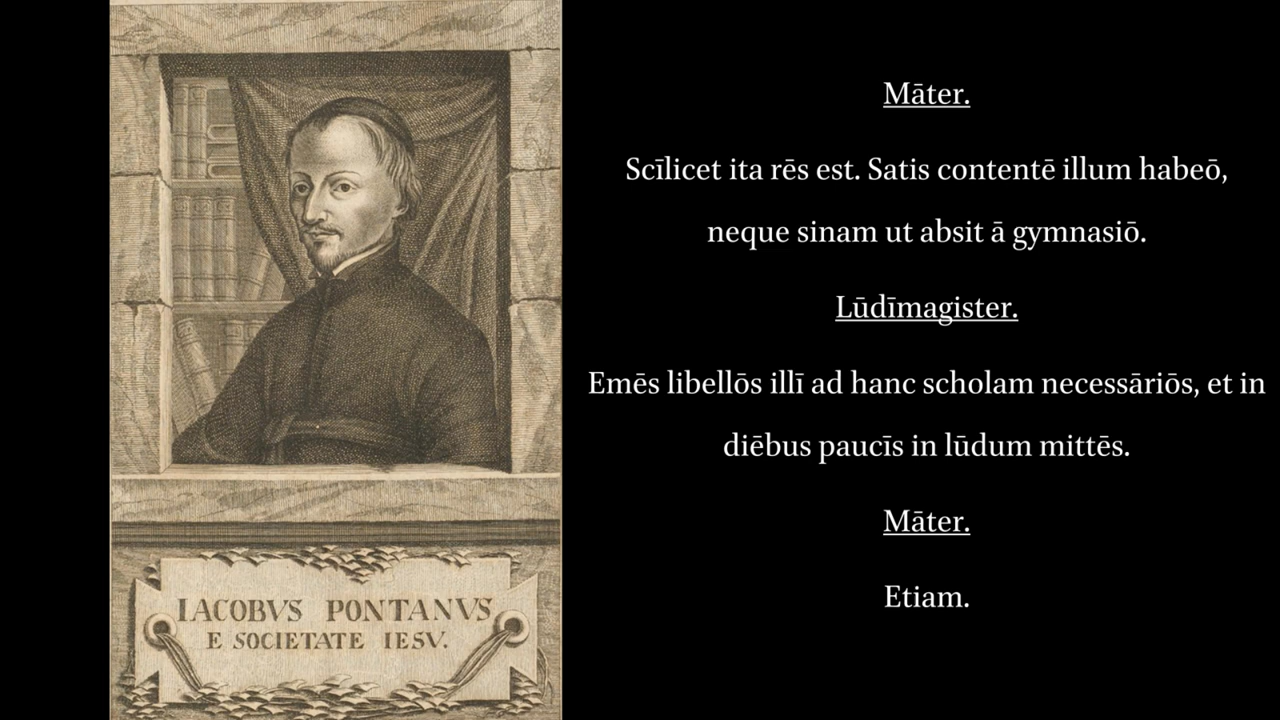 Māter.
Scīlicet ita rēs est. Satis contentē illum habeō,
neque sinam ut absit ā gymnasiō.
Lūdīmagister.
Emēs libellōs illī ad hanc scholam necessāriōs, et in
diēbus paucīs in lūdum mittēs.
Māter.
Etiam.
IACOBVS PONTANVS
E SOCIETATE IESV.